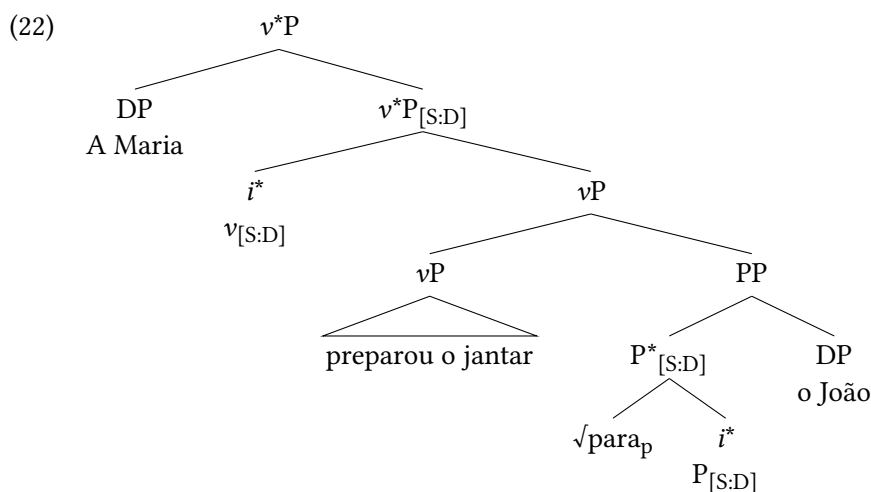 (22) v*P
DP v*P[S:D]
A Maria
i* vP
v[S:D]
vP PP
preparou o jantar P*[S:D] DP
o João
√parap i*
P[S:D]